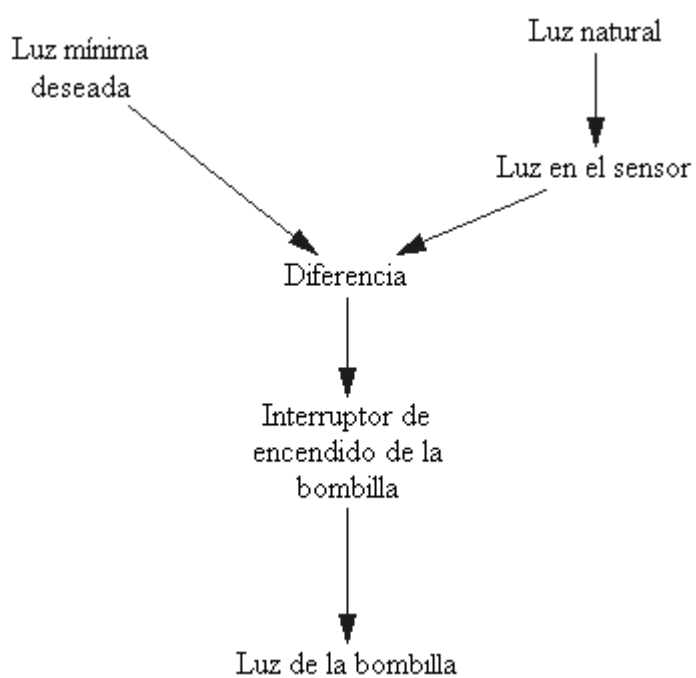 Luz mínima
deseada
Luz natural
Luz en el sensor
Diferencia
Interruptor de
encendido de la
bombilla
Luz de la bombilla